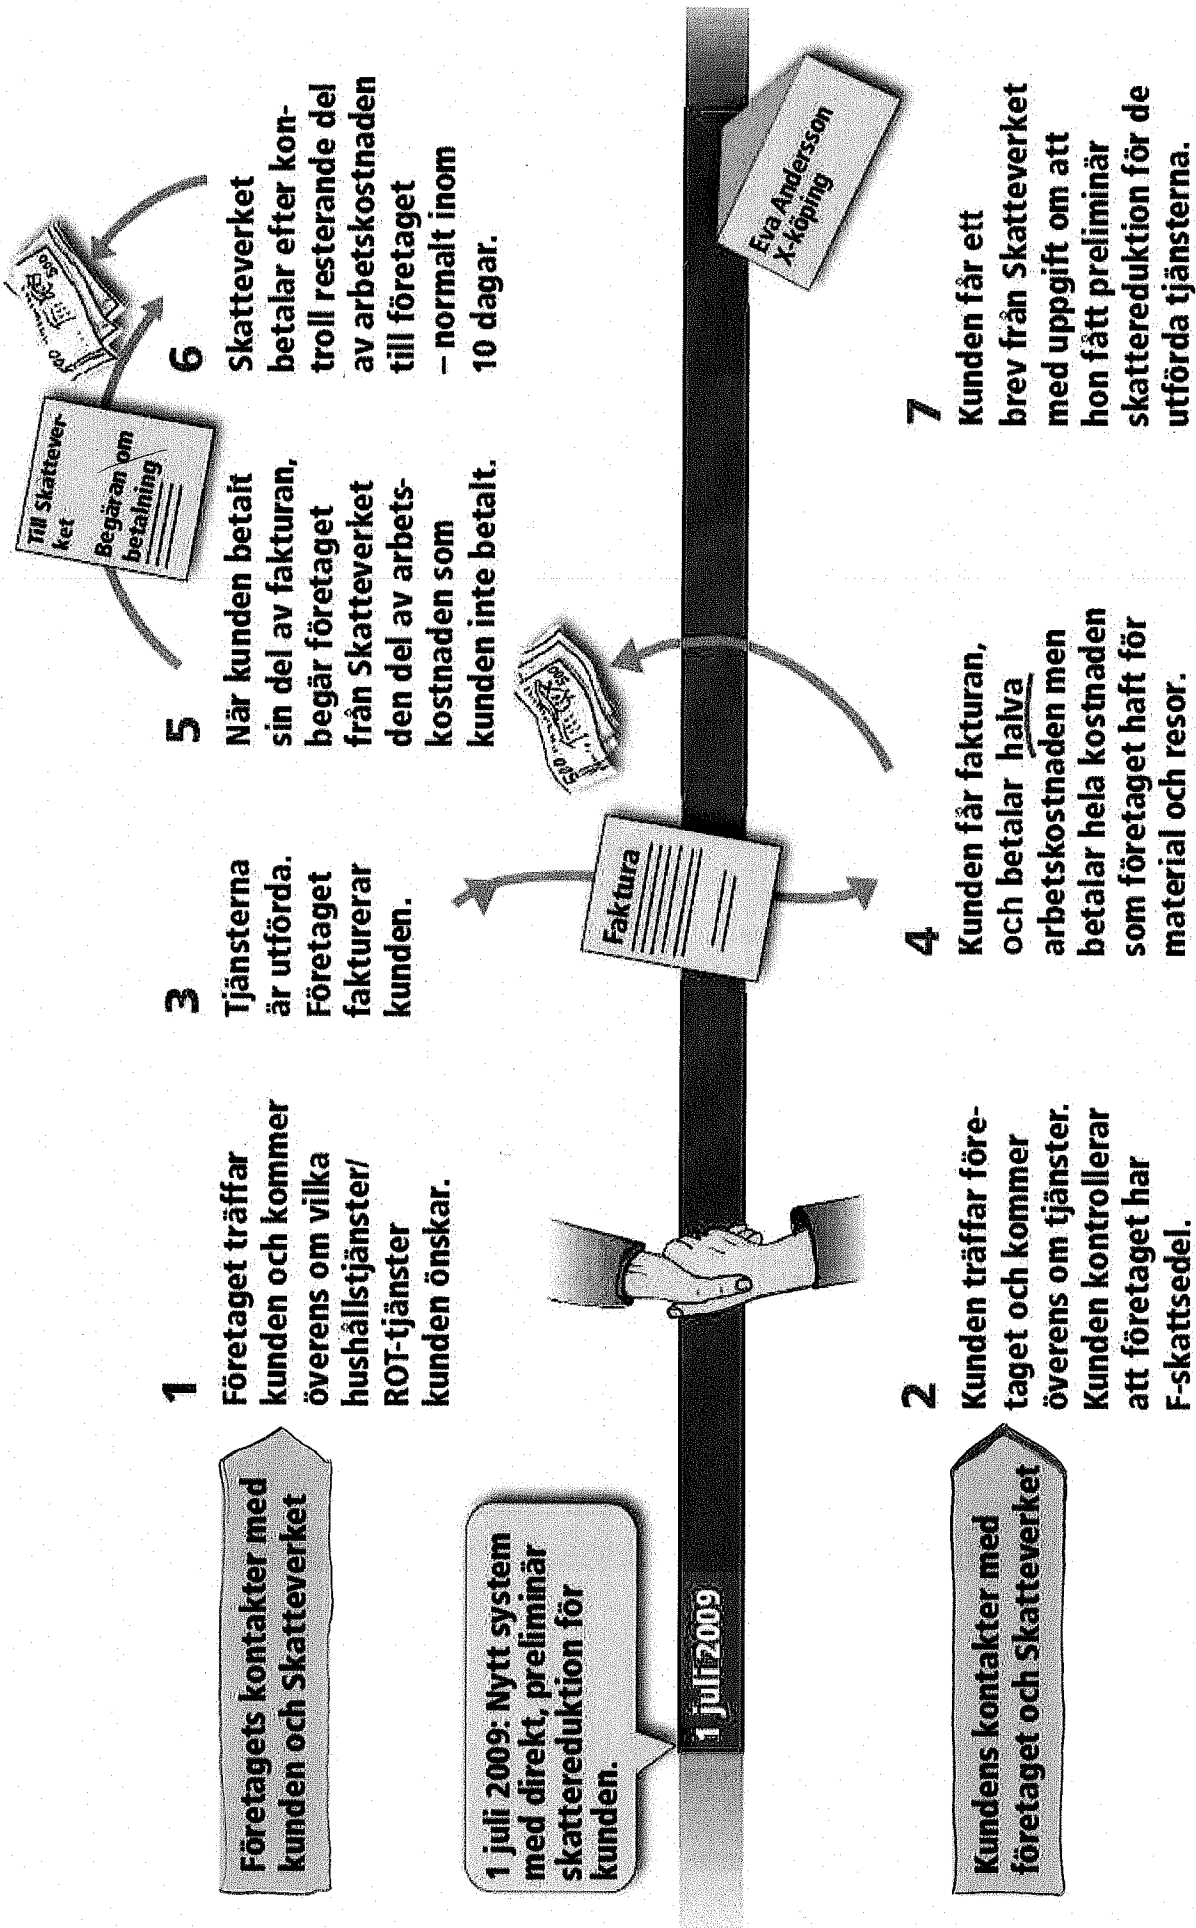 Företagets kontakter med
kunden och Skatteverket
1
Företaget träffar
kunden och kommer
överens om vilka
hushållstjänster/
ROT-tjänster
kunden önskar.
3
Tjänsterna
är utförda.
Företaget
fakturerar
kunden.
5
När kunden betalt
sin del av fakturan,
begär företaget
från Skatteverket
den del av arbets-
kostnaden som
kunden inte betalt.
Till Skattever-
ket
Begäran om
betalning
6
Skatteverket
betalar efter kon-
troll resterande del
av arbetskostnaden
till företaget
– normalt inom
10 dagar.
500
500
1 juli 2009: Nytt system
med direkt, preliminär
skattereduktion för
kunden.
1 juli 2009
Faktura
500
500
Eva Andersson
X-köping
Kundens kontakter med
företaget och Skatteverket
2
Kunden träffar före-
taget och kommer
överens om tjänster.
Kunden kontrollerar
att företaget har
F-skattsedel.
4
Kunden får fakturan,
och betalar halva
arbetskostnaden men
betalar hela kostnaden
som företaget haft för
material och resor.
7
Kunden får ett
brev från Skatteverket
med uppgift om att
hon fått preliminär
skattereduktion för de
utförda tjänsterna.